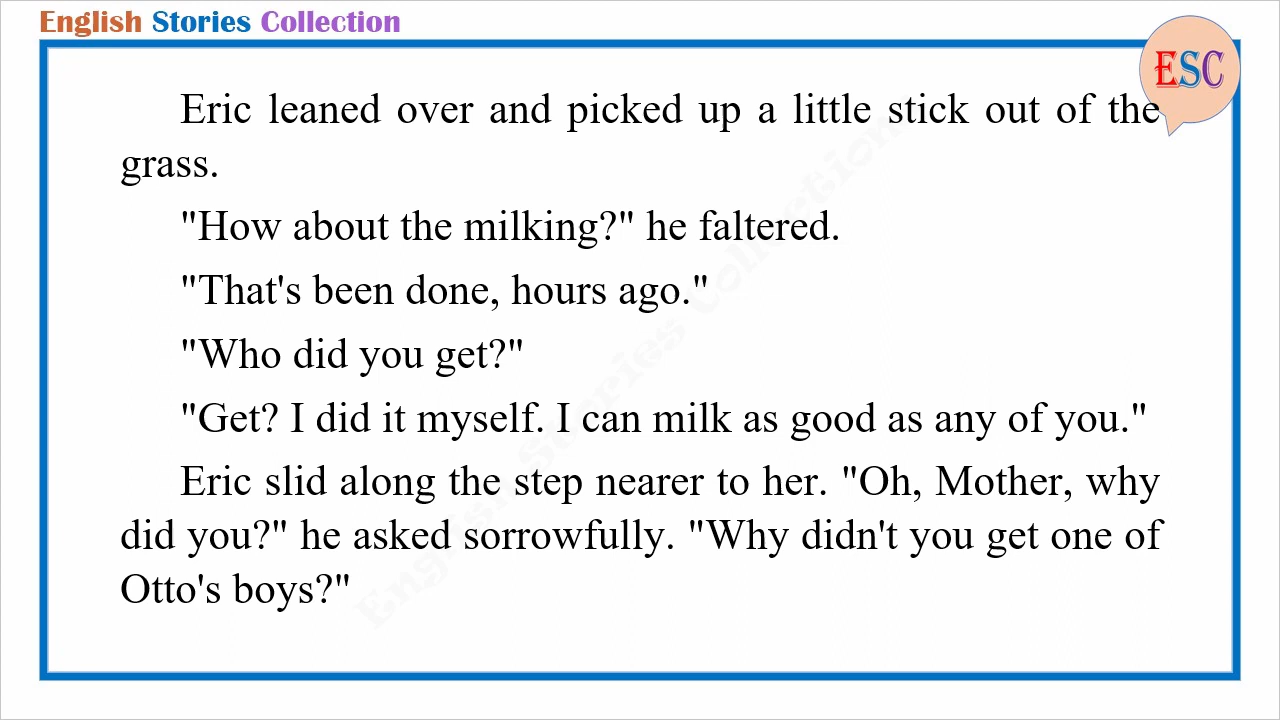 English Stories Collection
ESC
Eric leaned over and picked up a little stick out of the
grass.
"How about the milking?" he faltered.
"That's been done, hours ago."
"Who did you get?"
"Get? I did it myself. I can milk as good as any of you."
Eric slid along the step nearer to her. "Oh, Mother, why
did you?" he asked sorrowfully. "Why didn't you get one of
Otto's boys?"
English Stories Collection